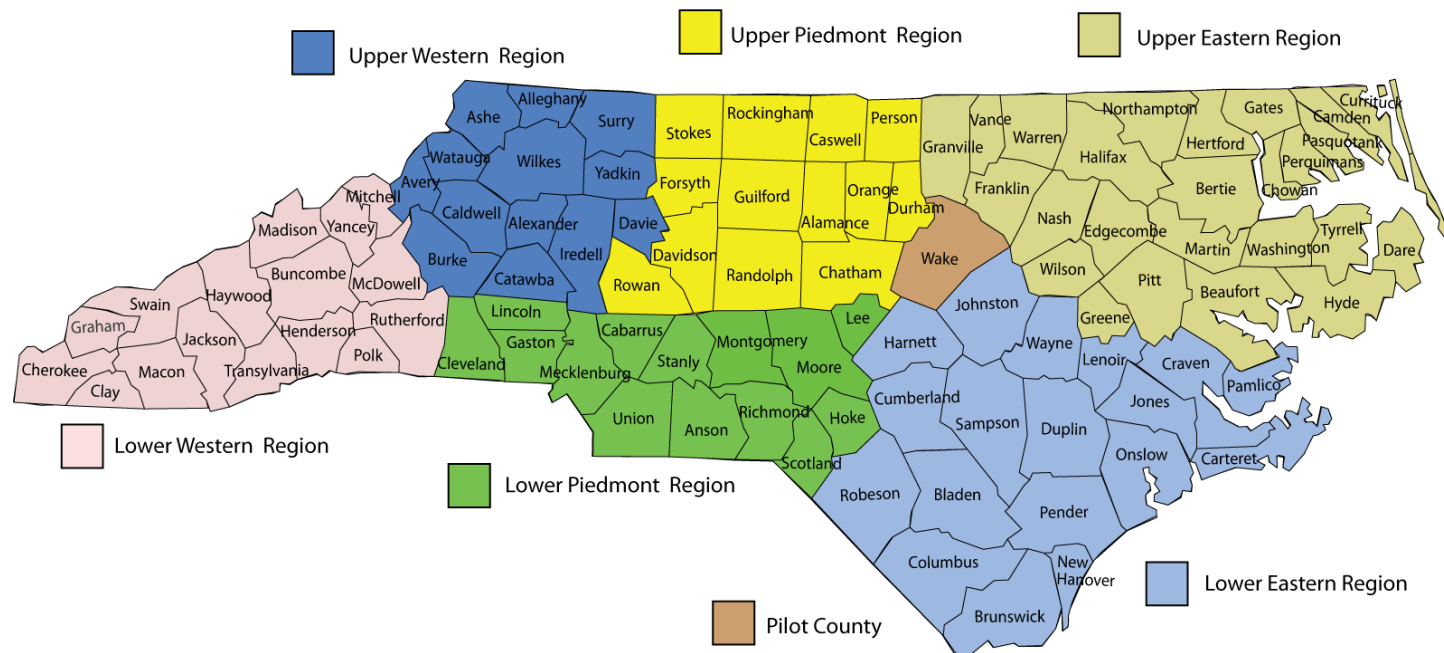 Upper Western Region
Upper Piedmont Region
Upper Eastern Region
Ashe
Alleghany
Surry
Stokes
Rockingham
Caswell
Person
Granville
Vance
Warren
Northampton
Halifax
Hertford
Gates
Currituck
Camden
Pasquotank
Perquimans
Chowan
Bertie
Watauga
Wilkes
Yadkin
Forsyth
Guilford
Alamance
Orange
Durham
Franklin
Nash
Edgecombe
Martin
Washington
Tyrrell
Dare
Mitchell
Avery
Caldwell
Alexander
Iredell
Davie
Davidson
Randolph
Chatham
Wake
Wilson
Pitt
Beaufort
Hyde
Madison
Yancey
Burke
Catawba
Rowan
Johnston
Greene
Buncombe
McDowell
Swain
Haywood
Graham
Jackson
Henderson
Rutherford
Polk
Cherokee
Clay
Macon
Transylvania
Cleveland
Lincoln
Gaston
Mecklenburg
Cabarrus
Stanly
Montgomery
Moore
Lee
Harnett
Wayne
Lenoir
Craven
Pamlico
Jones
Union
Anson
Richmond
Hoke
Scotland
Cumberland
Sampson
Duplin
Onslow
Carteret
Robeson
Bladen
Pender
Columbus
New
Hanover
Brunswick
Lower Western Region
Lower Piedmont Region
Lower Eastern Region
Pilot County